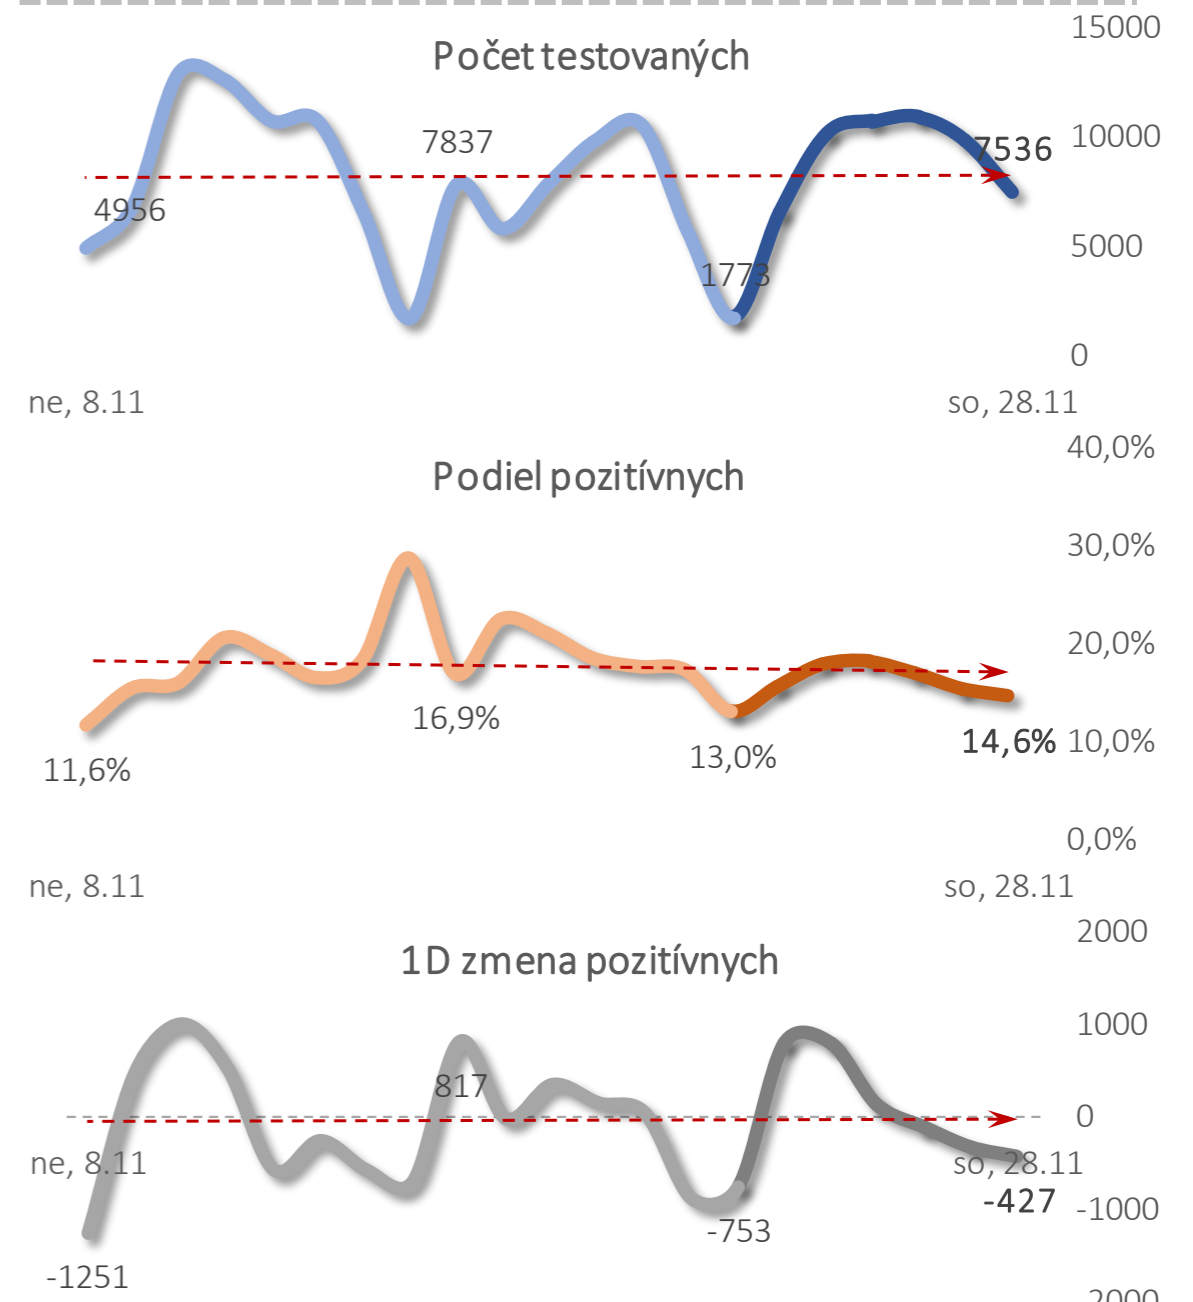 15000
Počet testovaných
10000
7837
7536
4956
5000
1773
0
ne, 8.11
so, 28.11
40,0%
Podiel pozitívnych
30,0%
20,0%
16,9%
14,6%
10,0%
13,0%
11,6%
0,0%
ne, 8.11
so, 28.11
2000
1D zmena pozitívnych
1000
817
0
ne, 8.11
so, 28.11
-427
-1000
-753
-1251